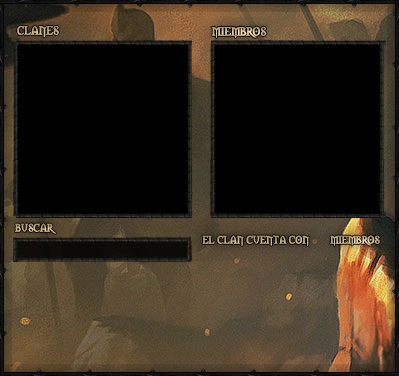 CLANES
MIEMBROS
BUSCAR
EL CLAN CUENTA CON MIEMBROS